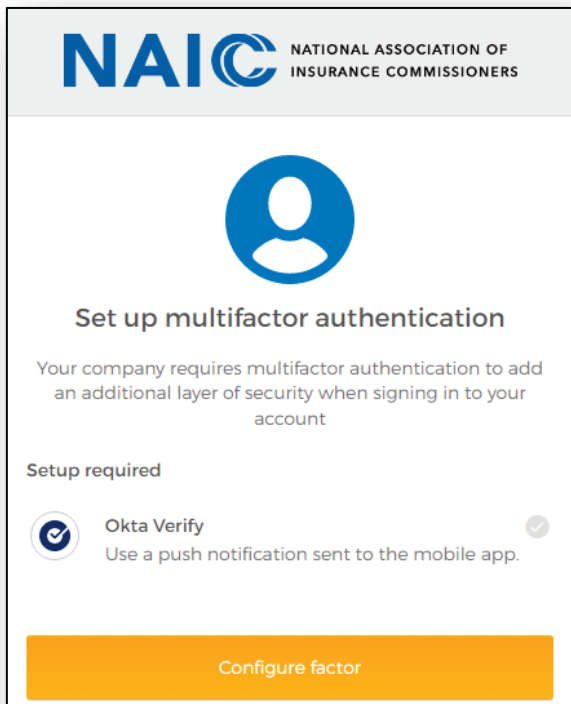 NAIC
NATIONAL ASSOCIATION OF
INSURANCE COMMISSIONERS
Set up multifactor authentication
Your company requires multifactor authentication to add
an additional layer of security when signing in to your
account
Setup required
Okta Verify
Use a push notification sent to the mobile app.
Configure factor